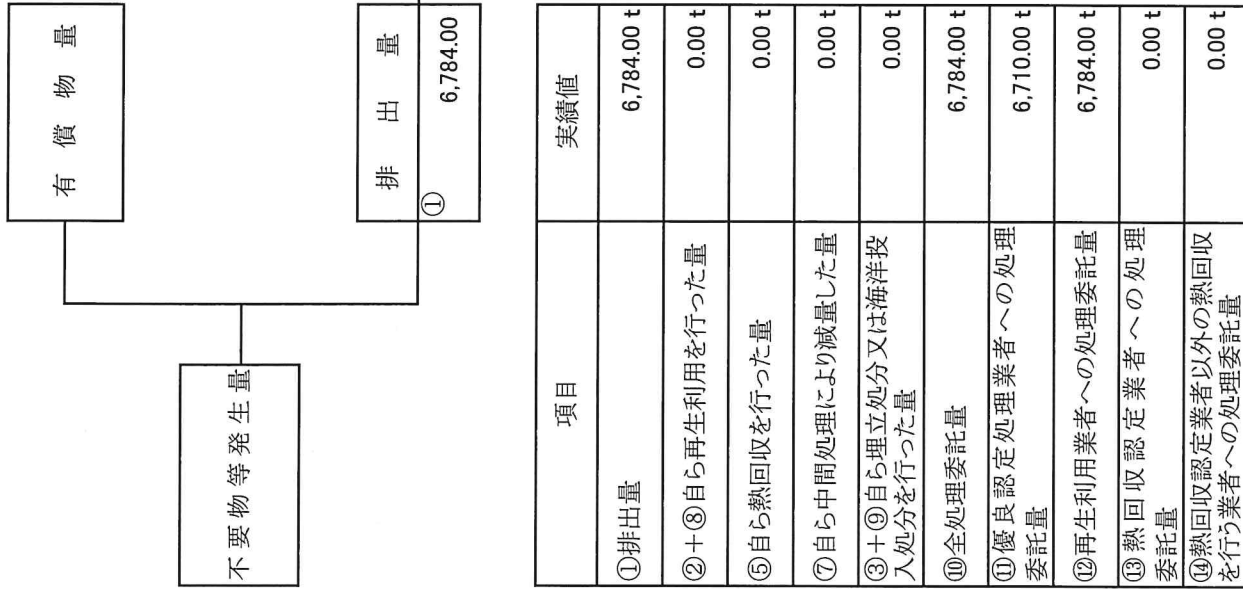 有償物量
不要物等発生量
排出量
①
6,784.00
項目 実績値
①排出量 6,784.00 t
②+⑧自ら再生利用を行った量 0.00 t
⑤自ら熱回収を行った量 0.00 t
⑦自ら中間処理により減量した量 0.00 t
③+⑨自ら埋立処分又は海洋投
入処分を行った量 0.00 t
⑩全処理委託量 6,784.00 t
⑪優良認定処理業者への処理
委託量 6,710.00 t
⑫再生利用業者への処理委託量 6,784.00 t
⑬熱回収認定業者への処理
委託量 0.00 t
⑭熱回収認定業者以外の熱回収
を行う業者への処理委託量 0.00 t